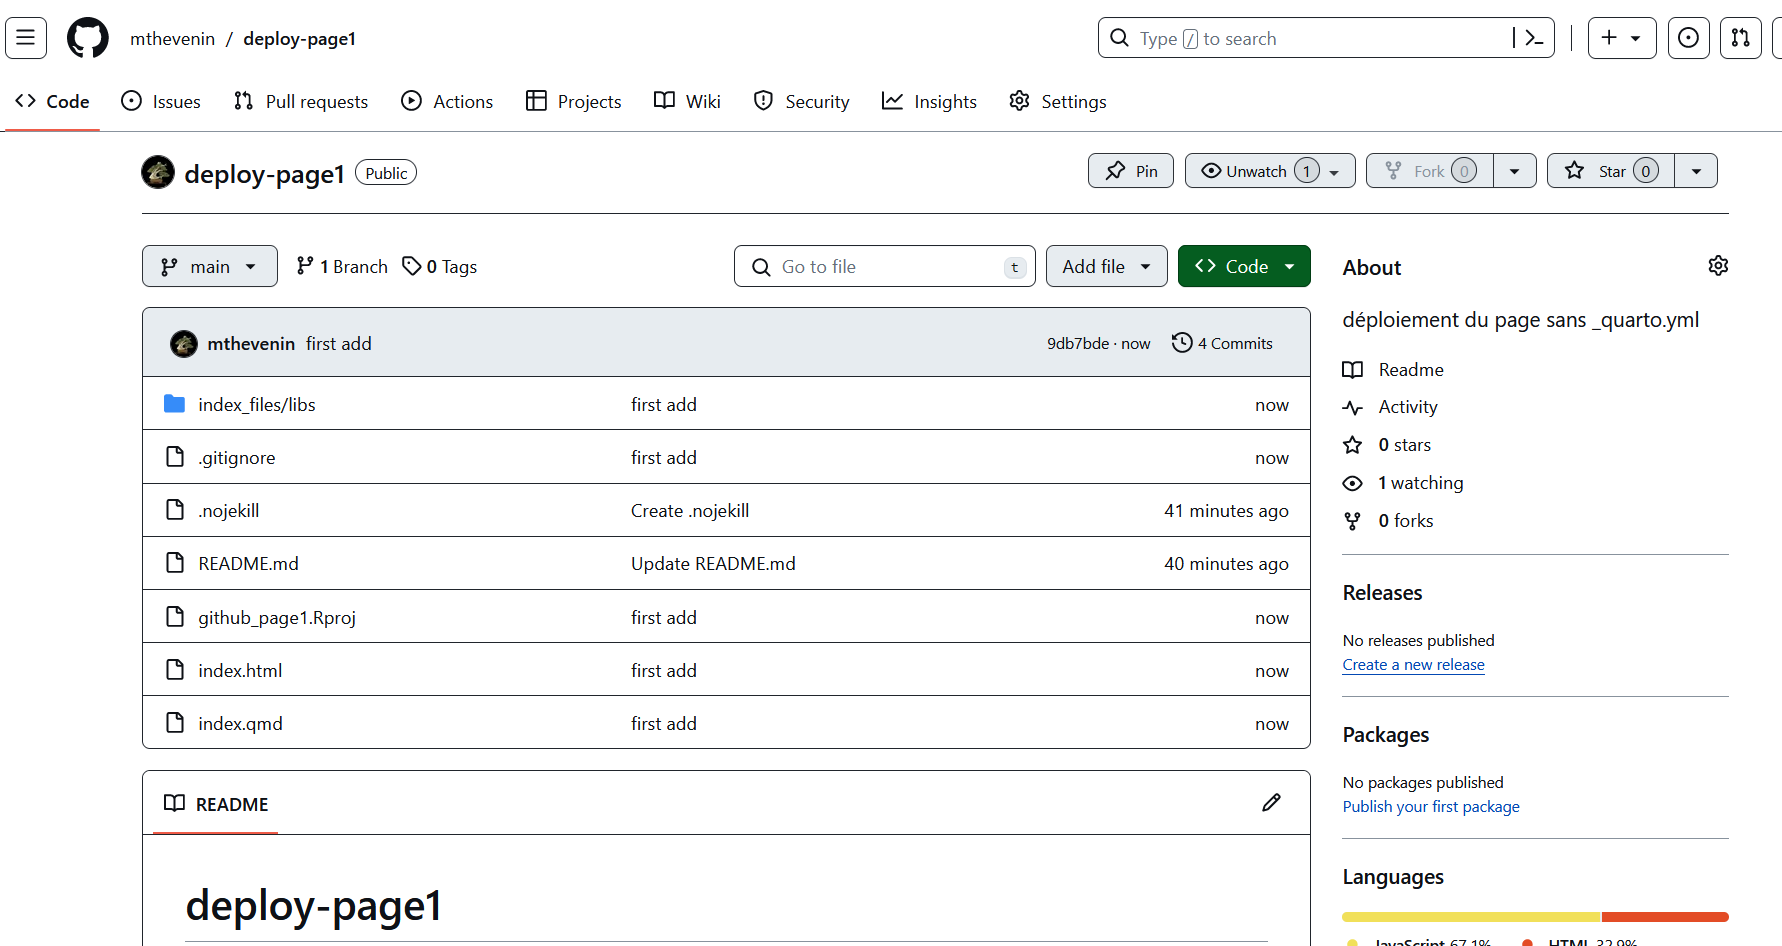 mthevenin / deploy-page1
Type / to search
Code Issues Pull requests Actions Projects Wiki Security Insights Settings
deploy-page1 Public
Pin Unwatch 1 Fork 0 Star 0
main 1 Branch 0 Tags
Go to file t Add file Code
mthevenin first add 9db7bde · now 4 Commits
index_files/libs first add now
.gitignore first add now
.nojekill Create .nojekill 41 minutes ago
README.md Update README.md 40 minutes ago
github_page1.Rproj first add now
index.html first add now
index.qmd first add now
README
deploy-page1
About
déploiement du page sans _quarto.yml
Readme
Activity
0 stars
1 watching
0 forks
Releases
No releases published
Create a new release
Packages
No packages published
Publish your first package
Languages
JavaScript 67.1% HTML 32.9%